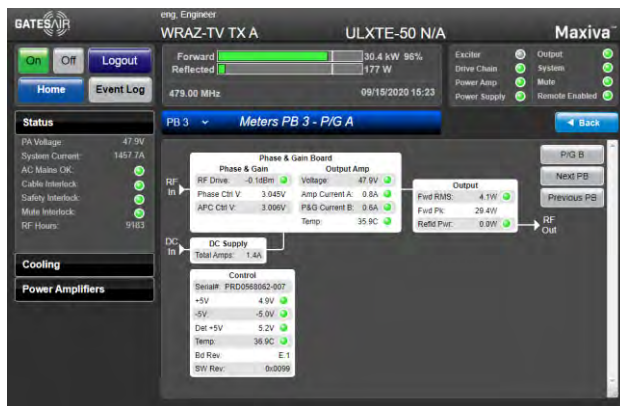 GATESAIR
eng, Engineer
WRAZ-TV TX A
ULXTE-50 N/A
Maxiva
On
Off
Logout
Home
Event Log
Forward
30.4 kW 96%
Reflected
177 W
479.00 MHz
09/15/2020 15:23
Exciter
Output
Drive Chain
System
Power Amp
Mute
Power Supply
Remote Enabled
Status
PA Voltage: 47.9V
System Current: 1457.7A
AC Mains OK:
Cable Interlock:
Safety Interlock:
Mute Interlock:
RF Hours: 9183
Cooling
Power Amplifiers
PB 3
Meters PB 3 - P/G A
Back
P/G B
Next PB
Previous PB
RF In
Phase & Gain Board
Phase & Gain
Output Amp
RF Drive: -0.1dBm
Voltage: 47.9V
Phase Ctrl V: 3.045V
Amp Current A: 0.8A
APC Ctrl V: 3.006V
P&G Current B: 0.6A
Temp: 35.9C
Output
Fwd RMS: 4.1W
Fwd Pk: 29.4W
Refld Pwr: 0.0W
RF Out
DC In
DC Supply
Total Amps: 1.4A
Control
Serial#: PRD0568062-007
+5V 4.9V
-5V -5.0V
Det +5V 5.2V
Temp: 36.9C
Bd Rev: E.1
SW Rev: 0x0099